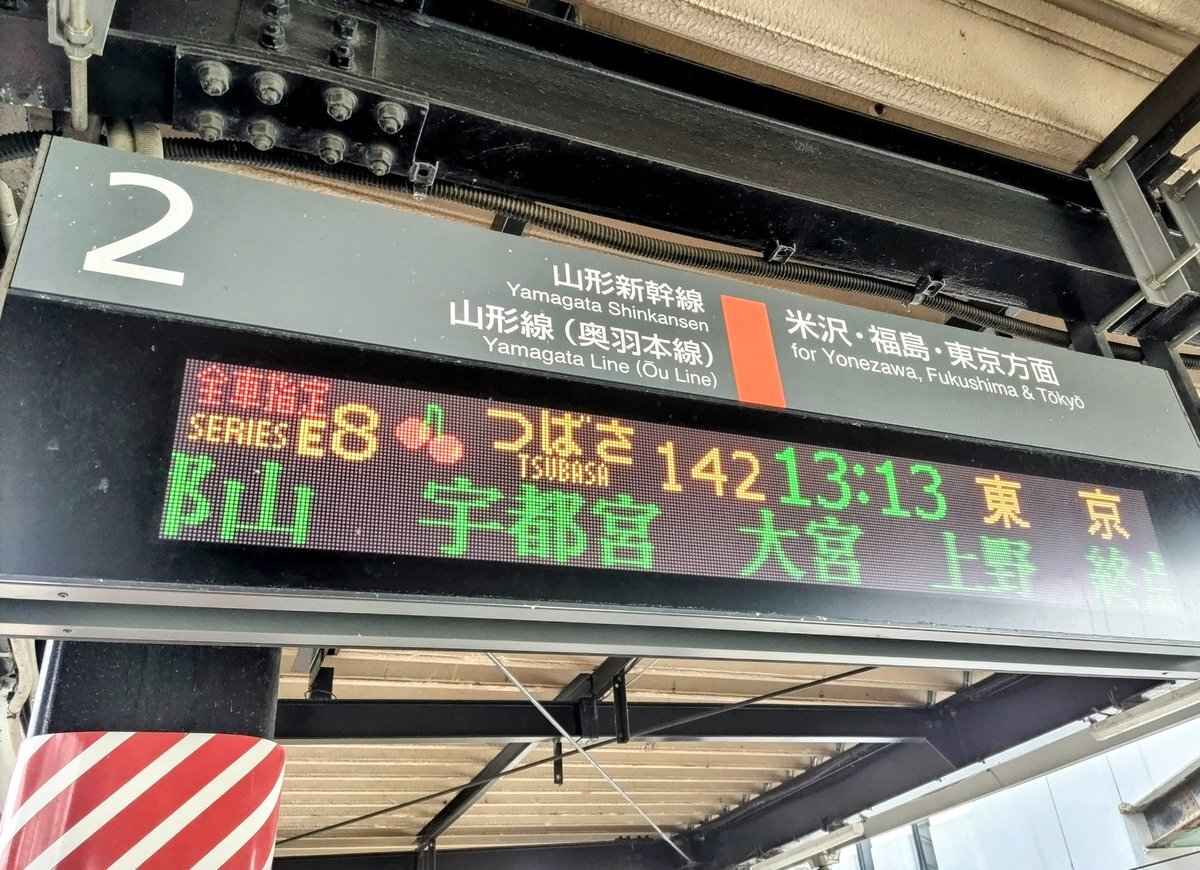 2
山形新幹線
Yamagata Shinkansen
山形線（奥羽本線）
Yamagata Line (Ōu Line)
米沢・福島・東京方面
for Yonezawa, Fukushima & Tōkyō
全車指定
SERIES E8 つばさ TSUBASA 142 13:13 東京
山 宇都宮 大宮 上野 終